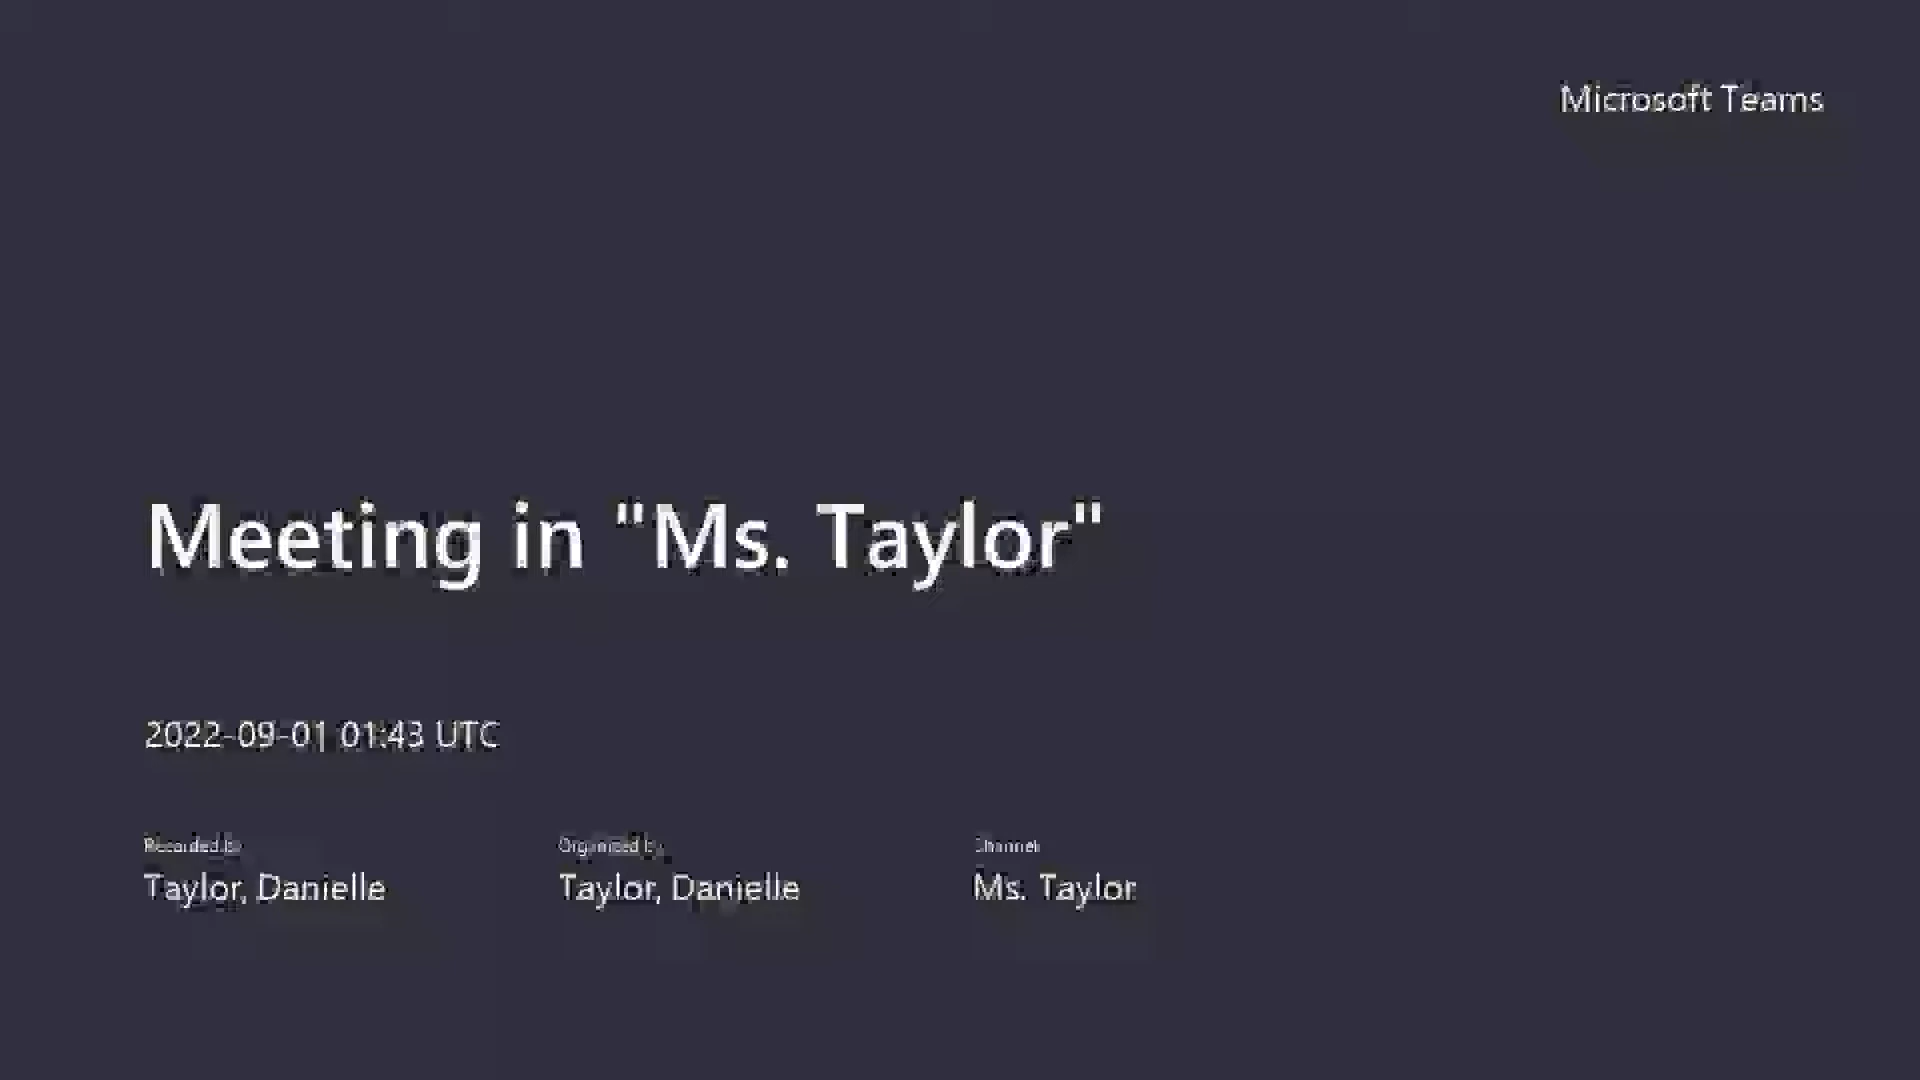 Microsoft Teams
Meeting in "Ms. Taylor"
2022-09-01 01:43 UTC
Recorded by
Organized by
Channel
Taylor, Danielle
Taylor, Danielle
Ms. Taylor